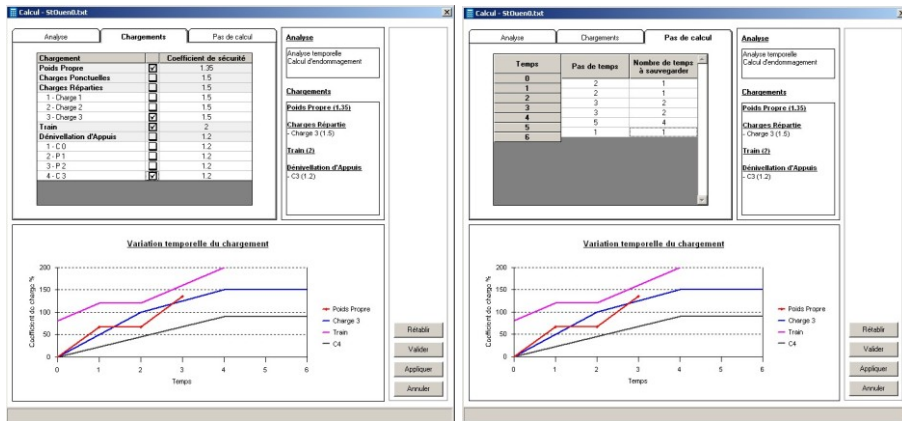 Calcul - StOuen0.txt
Analyse
Chargements
Pas de calcul
Chargement Coefficient de sécurité
Poids Propre 1.35
Charges Ponctuelles 1.5
Charges Réparties 1.5
1 - Charge 1 1.5
2 - Charge 2 1.5
3 - Charge 3 1.5
Train 2
Dénivellation d'Appuis 1.2
1 - C 0 1.2
2 - P 1 1.2
3 - P 2 1.2
4 - C 3 1.2
Analyse
Analyse temporelle
Calcul d'endommagement
Chargements
Poids Propre (1.35)
Charges Répartie
- Charge 3 (1.5)
Train (2)
Dénivellation d'Appuis
- C3 (1.2)
Variation temporelle du chargement
Coefficient de charge %
200
150
100
50
0
0 1 2 3 4 5 6
Temps
Poids Propre
Charge 3
Train
C4
Rétablir
Valider
Appliquer
Annuler
Calcul - StOuen0.txt
Analyse
Chargements
Pas de calcul
Temps Pas de temps Nombre de temps
à sauvegarder
0
2 1
1
2 1
2
3 2
3
3 2
4
5 4
5
1 1
6
Analyse
Analyse temporelle
Calcul d'endommagement
Chargements
Poids Propre (1.35)
Charges Répartie
- Charge 3 (1.5)
Train (2)
Dénivellation d'Appuis
- C3 (1.2)
Variation temporelle du chargement
Coefficient de charge %
200
150
100
50
0
0 1 2 3 4 5 6
Temps
Poids Propre
Charge 3
Train
C4
Rétablir
Valider
Appliquer
Annuler